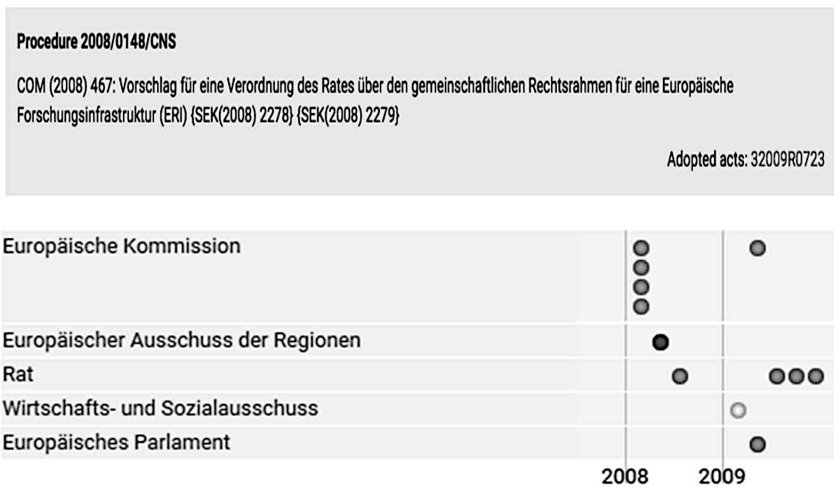 Procedure 2008/0148/CNS
COM (2008) 467: Vorschlag für eine Verordnung des Rates über den gemeinschaftlichen Rechtsrahmen für eine Europäische
Forschungsinfrastruktur (ERI) {SEK(2008) 2278} {SEK(2008) 2279}
Adopted acts: 32009R0723
Europäische Kommission
Europäischer Ausschuss der Regionen
Rat
Wirtschafts- und Sozialausschuss
Europäisches Parlament
2008 2009